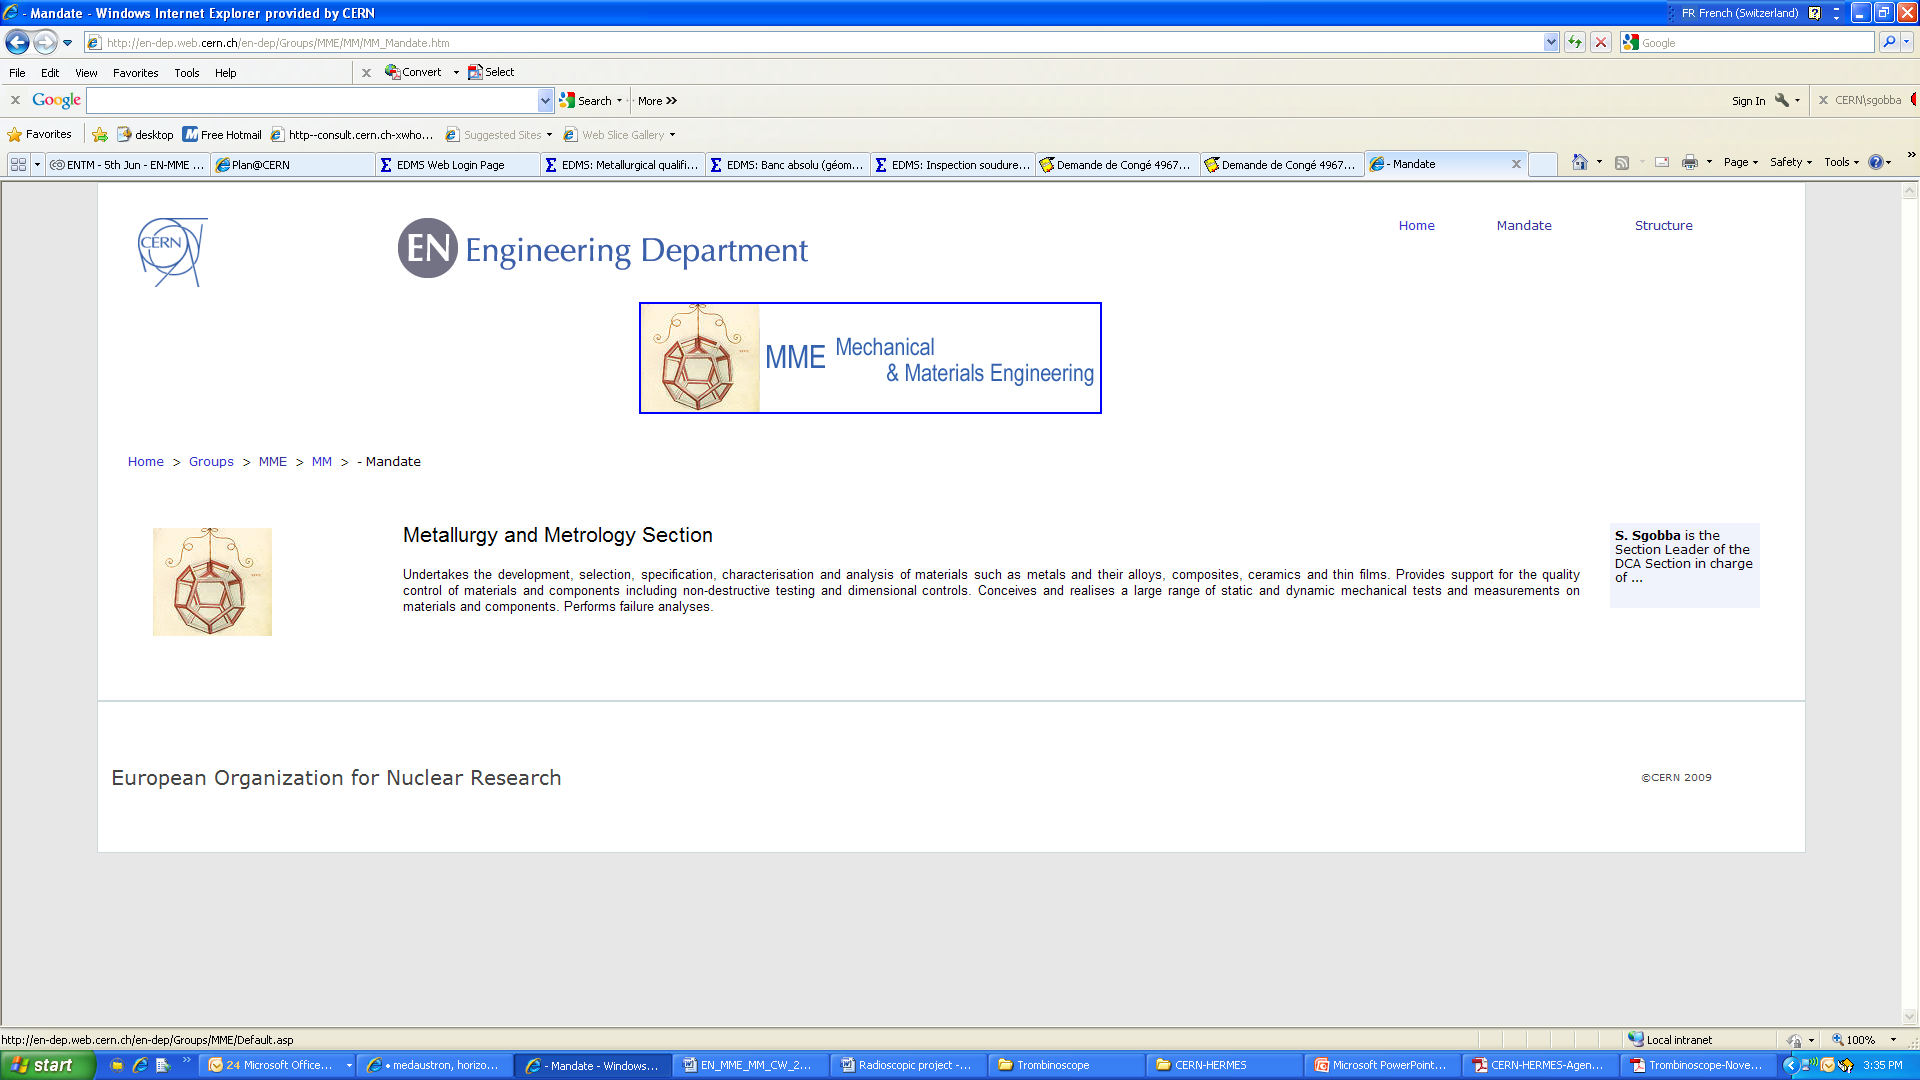 - Mandate - Windows Internet Explorer provided by CERN
FR French (Switzerland)
http://en-dep.web.cern.ch/en-dep/Groups/MME/MM/MM_Mandate.htm
Google
File Edit View Favorites Tools Help
x Convert Select
x Google Search More >>
Sign In x CERN\sgobba
Favorites desktop Free Hotmail http--consult.cern.ch-xwho... Suggested Sites Web Slice Gallery
ENTM - 5th Jun - EN-MME ... Plan@CERN EDMS Web Login Page EDMS: Metallurgical qualifi... EDMS: Banc absolu (géom... EDMS: Inspection soudure... Demande de Congé 4967... Demande de Congé 4967... - Mandate
Page Safety Tools
CERN
EN Engineering Department
Home Mandate Structure
MME Mechanical
& Materials Engineering
Home > Groups > MME > MM > - Mandate
Metallurgy and Metrology Section
Undertakes the development, selection, specification, characterisation and analysis of materials such as metals and their alloys, composites, ceramics and thin films. Provides support for the quality
control of materials and components including non-destructive testing and dimensional controls. Conceives and realises a large range of static and dynamic mechanical tests and measurements on
materials and components. Performs failure analyses.
S. Sgobba is the
Section Leader of the
DCA Section in charge
of ...
European Organization for Nuclear Research
©CERN 2009
http://en-dep.web.cern.ch/en-dep/Groups/MME/Default.asp
Local intranet
100%
start
24 Microsoft Office... • medaustron, horizo... - Mandate - Windows... EN_MME_MM_CW_2... Radioscopic project -... Trombinoscope CERN-HERMES Microsoft PowerPoint... CERN-HERMES-Agen... Trombinoscope-Nove...
3:35 PM